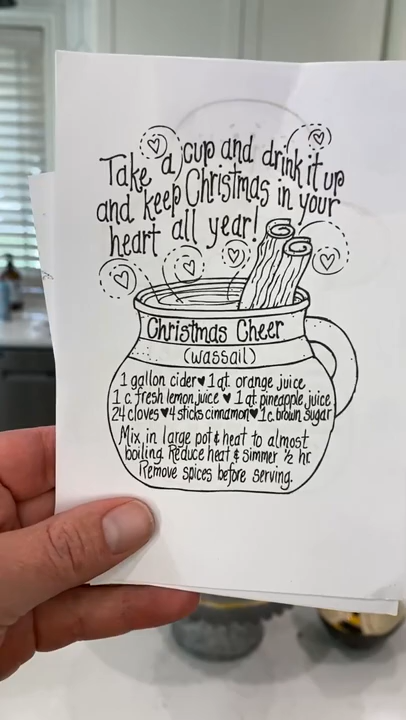 Take a cup and drink it up
and keep Christmas in your
heart all year!
Christmas Cheer
(wassail)
1 gallon cider♥1 qt. orange juice
1 c. fresh lemon juice ♥ 1 qt. pineapple juice
24 cloves ♥ 4 sticks cinnamon ♥ 1 c. brown sugar
Mix in large pot & heat to almost
boiling. Reduce heat & simmer ½ hr
Remove spices before serving.